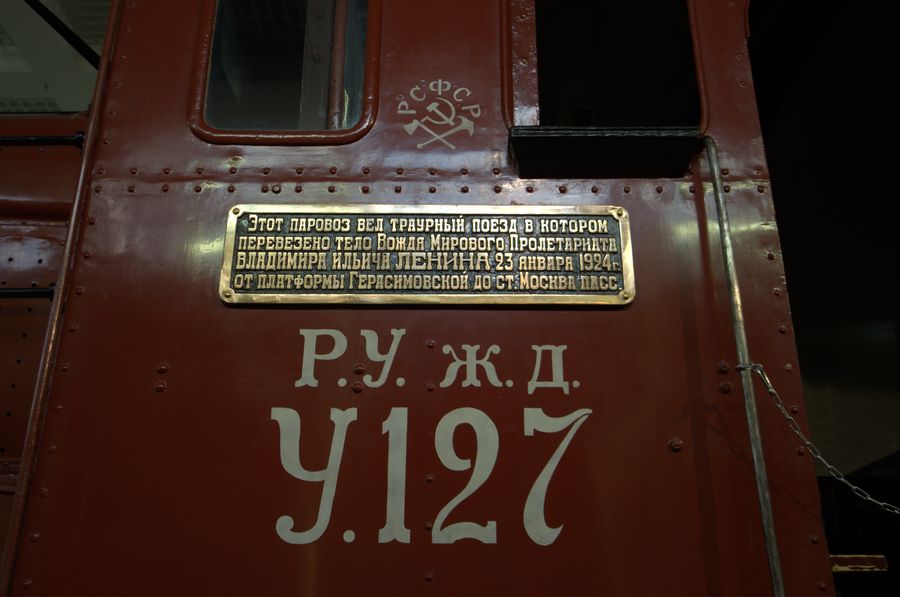 РСФСР
ЭТОТ ПАРОВОЗ ВЕЛ ТРАУРНЫЙ ПОЕЗД В КОТОРОМ
ПЕРЕВЕЗЕНО ТЕЛО ВОЖДЯ МИРОВОГО ПРОЛЕТАРИАТА
ВЛАДИМИРА ИЛЬИЧА ЛЕНИНА 23 ЯНВАРЯ 1924г.
ОТ ПЛАТФОРМЫ ГЕРАСИМОВСКОЙ ДО СТ. МОСКВА ПАСС.
Р.У. Ж.Д.
У.127